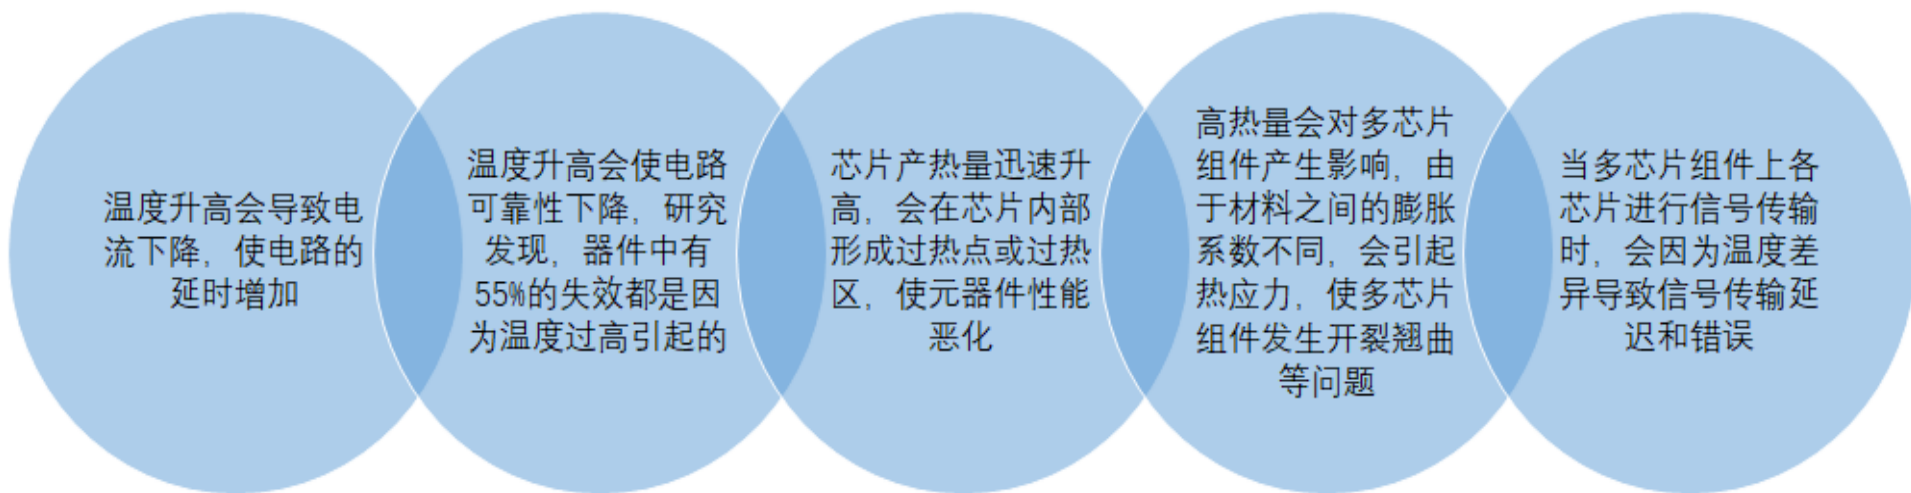 温度升高会导致电
流下降，使电路的
延时增加
温度升高会使电路
可靠性下降，研究
发现，器件中有
55%的失效都是因
为温度过高引起的
芯片产热量迅速升
高，会在芯片内部
形成过热点或过热
区，使元器件性能
恶化
高热量会对多芯片
组件产生影响，由
于材料之间的膨胀
系数不同，会引起
热应力，使多芯片
组件发生开裂翘曲
等问题
当多芯片组件上各
芯片进行信号传输
时，会因为温度差
异导致信号传输延
迟和错误